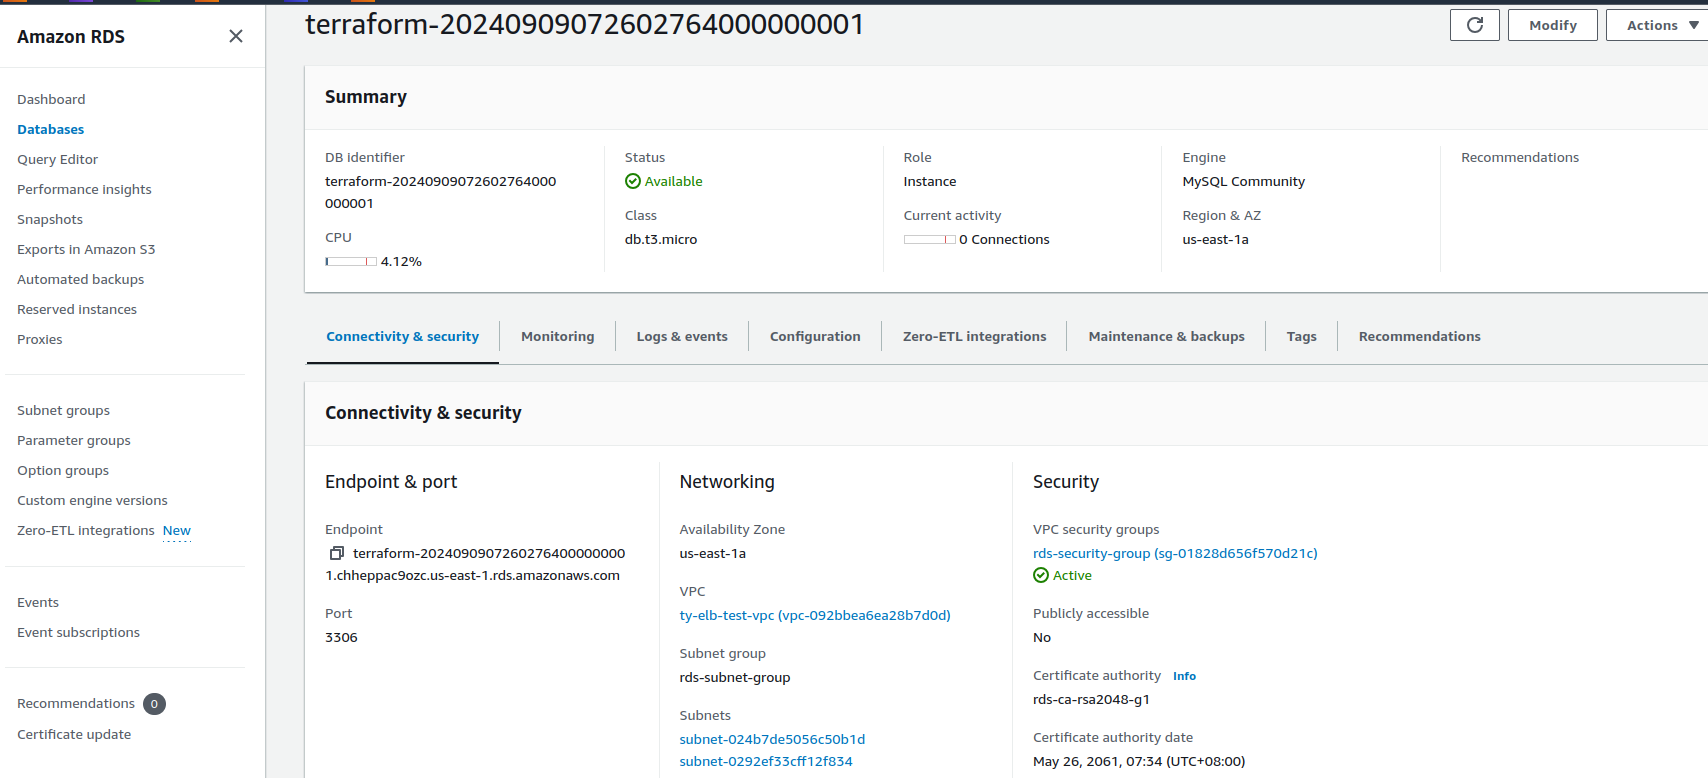 Amazon RDS
Dashboard
Databases
Query Editor
Performance insights
Snapshots
Exports in Amazon S3
Automated backups
Reserved instances
Proxies
Subnet groups
Parameter groups
Option groups
Custom engine versions
Zero-ETL integrations New
Events
Event subscriptions
Recommendations 0
Certificate update
terraform-20240909072602764000000001
Modify
Actions
Summary
DB identifier
terraform-20240909072602764000
000001
CPU
4.12%
Status
Available
Class
db.t3.micro
Role
Instance
Current activity
0 Connections
Engine
MySQL Community
Region & AZ
us-east-1a
Recommendations
Connectivity & security
Monitoring
Logs & events
Configuration
Zero-ETL integrations
Maintenance & backups
Tags
Recommendations
Connectivity & security
Endpoint & port
Endpoint
terraform-2024090907260276400000000
1.chheppac9ozc.us-east-1.rds.amazonaws.com
Port
3306
Networking
Availability Zone
us-east-1a
VPC
ty-elb-test-vpc (vpc-092bbea6ea28b7d0d)
Subnet group
rds-subnet-group
Subnets
subnet-024b7de5056c50b1d
subnet-0292ef33cff12f834
Security
VPC security groups
rds-security-group (sg-01828d656f570d21c)
Active
Publicly accessible
No
Certificate authority Info
rds-ca-rsa2048-g1
Certificate authority date
May 26, 2061, 07:34 (UTC+08:00)